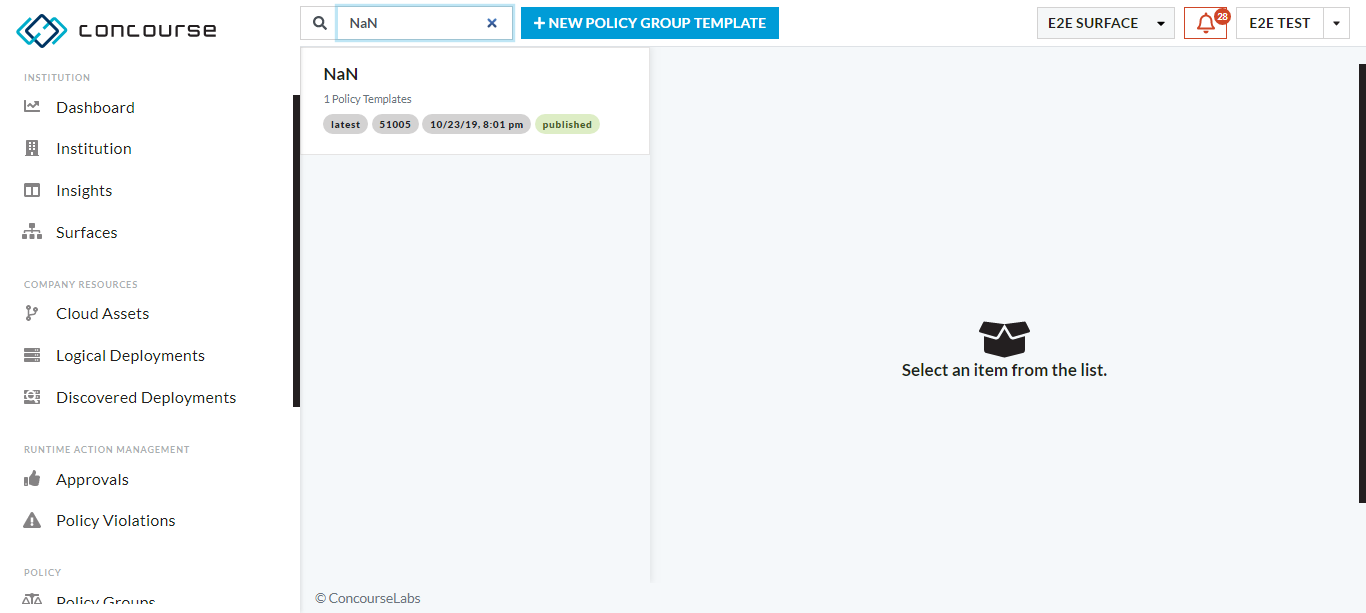 concourse
NaN
NEW POLICY GROUP TEMPLATE
E2E SURFACE
28
E2E TEST
INSTITUTION
Dashboard
Institution
Insights
Surfaces
COMPANY RESOURCES
Cloud Assets
Logical Deployments
Discovered Deployments
RUNTIME ACTION MANAGEMENT
Approvals
Policy Violations
POLICY
Policy Groups
NaN
1 Policy Templates
latest 51005 10/23/19, 8:01 pm published
Select an item from the list.
© ConcourseLabs